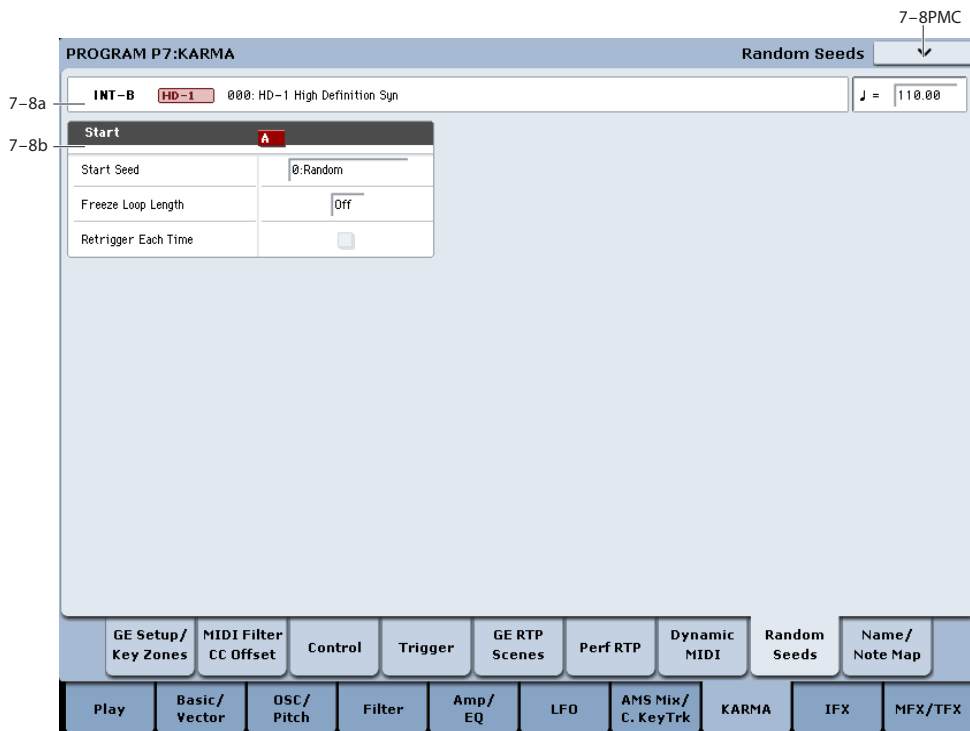 7-8PMC
PROGRAM P7:KARMA Random Seeds
7-8a INT-B HD-1 000: HD-1 High Definition Syn ♩ = 110.00
7-8b Start A
Start Seed 0:Random
Freeze Loop Length Off
Retrigger Each Time
GE Setup/ Key Zones MIDI Filter CC Offset Control Trigger GE RTP Scenes Perf RTP Dynamic MIDI Random Seeds Name/ Note Map
Play Basic/ Vector OSC/ Pitch Filter Amp/ EQ LFO AMS Mix/ C. KeyTrk KARMA IFX MFX/TFX